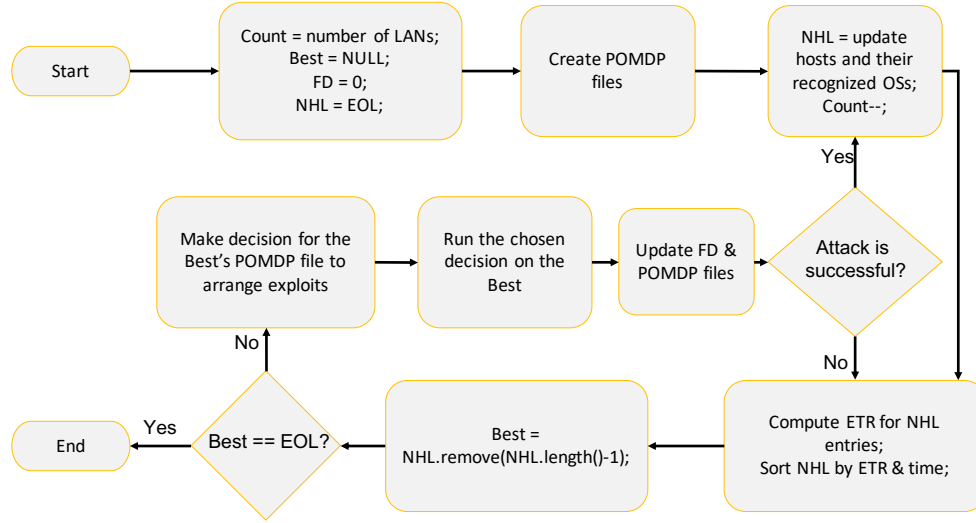 Start
Count = number of LANs;
Best = NULL;
FD = 0;
NHL = EOL;
Create POMDP
files
NHL = update
hosts and their
recognized OSs;
Count--;
Yes
Make decision for the
Best’s POMDP file to
arrange exploits
Run the chosen
decision on the
Best
Update FD &
POMDP files
Attack is
successful?
No
No
End
Yes
Best == EOL?
Best =
NHL.remove(NHL.length()-1);
Compute ETR for NHL
entries;
Sort NHL by ETR & time;